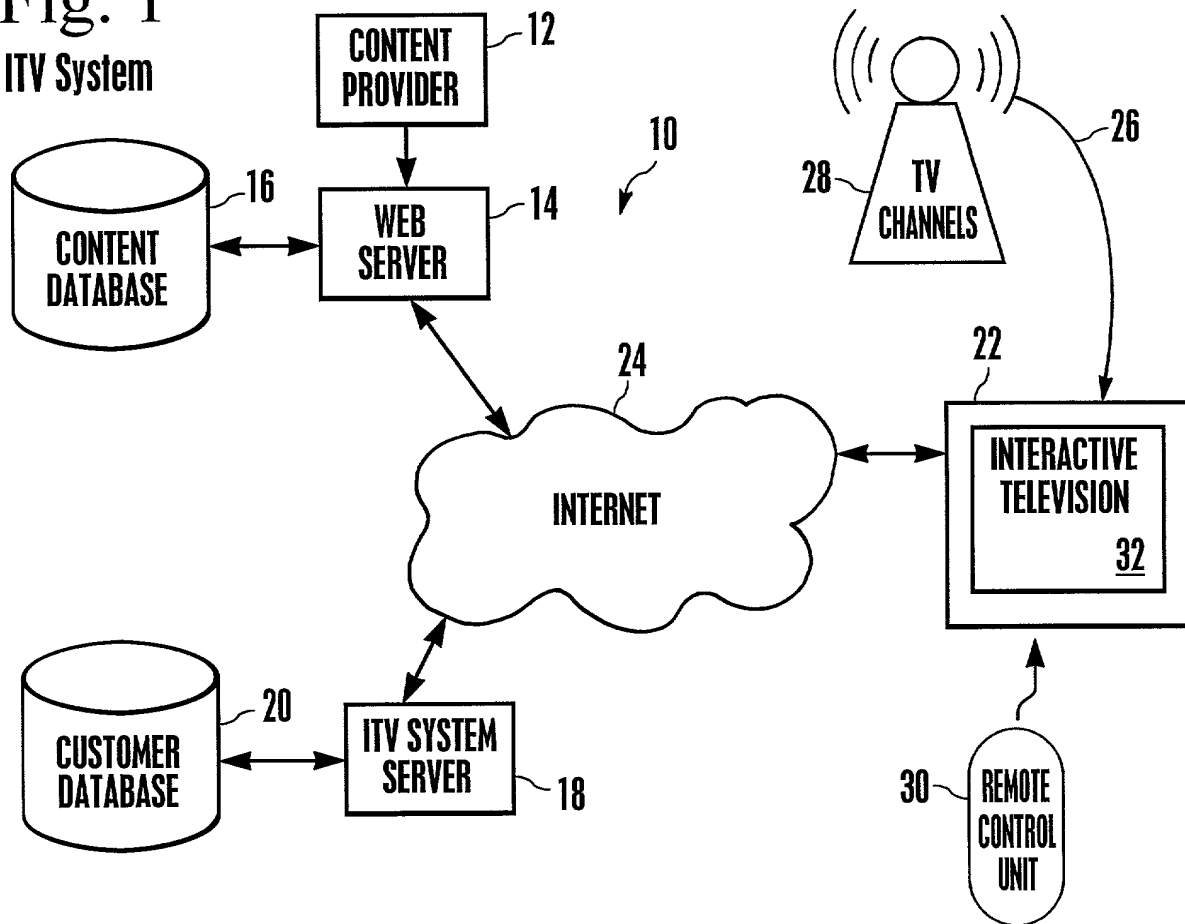 Fig. 1
ITV System
CONTENT
PROVIDER
12
10
16
CONTENT
DATABASE
WEB
SERVER
14
28
TV
CHANNELS
26
24
INTERNET
22
INTERACTIVE
TELEVISION
32
20
CUSTOMER
DATABASE
ITV SYSTEM
SERVER
18
30
REMOTE
CONTROL
UNIT